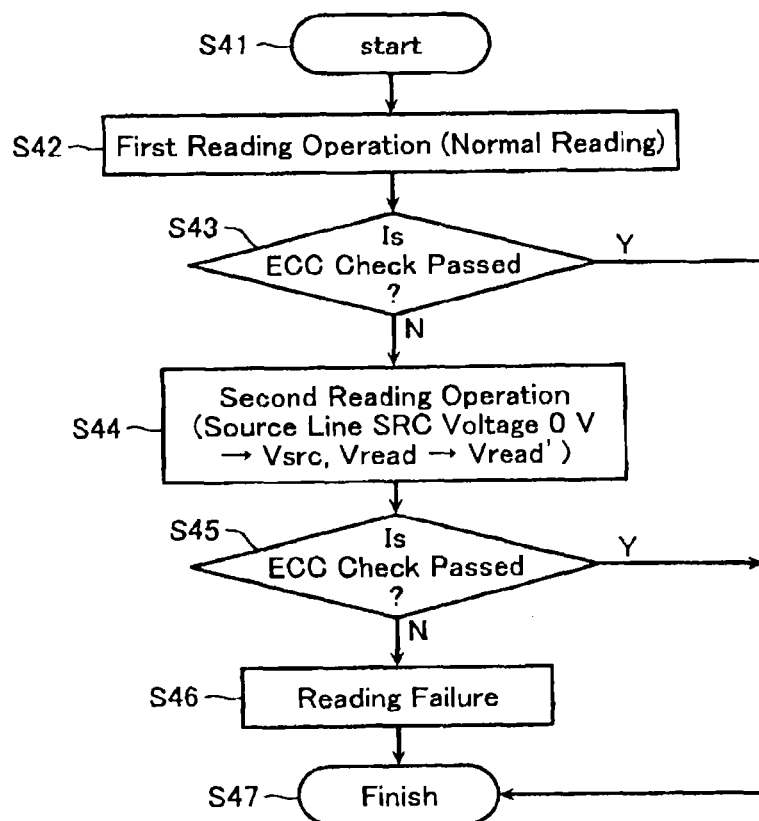 S41
start
S42
First Reading Operation (Normal Reading)
S43
Is
ECC Check Passed
?
Y
N
S44
Second Reading Operation
(Source Line SRC Voltage 0 V
→ Vsrc, Vread → Vread')
S45
Is
ECC Check Passed
?
Y
N
S46
Reading Failure
S47
Finish